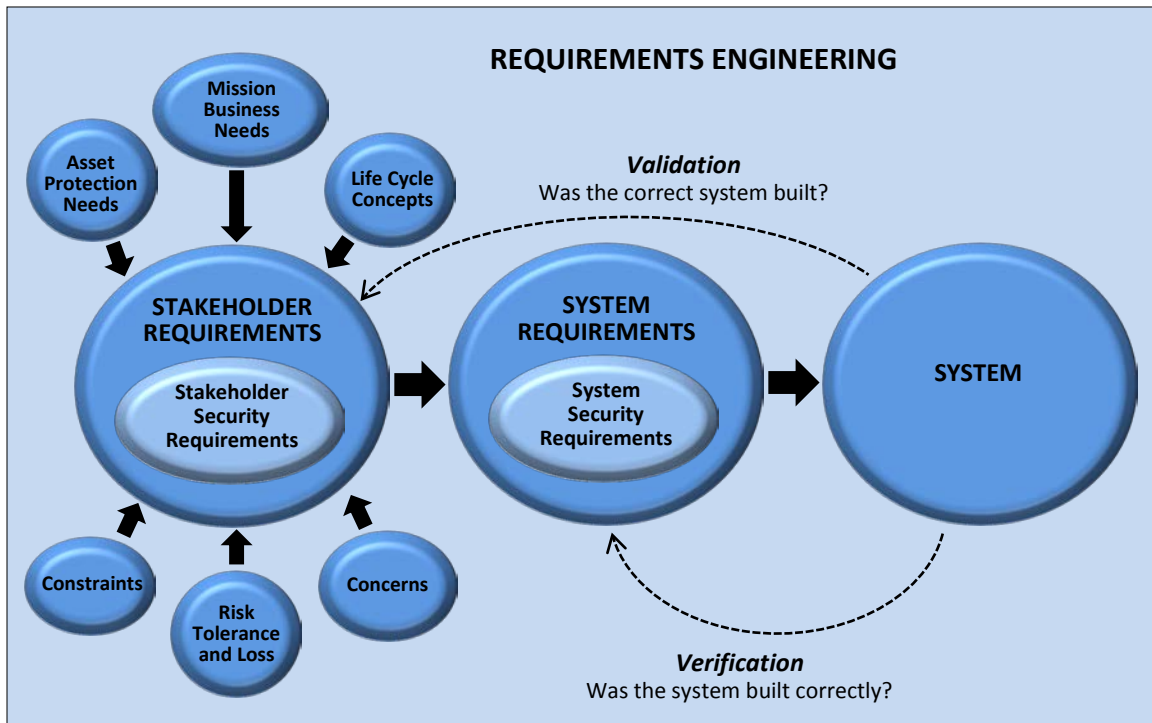 REQUIREMENTS ENGINEERING
Mission
Business
Needs
Asset
Protection
Needs
Life Cycle
Concepts
Validation
Was the correct system built?
STAKEHOLDER
REQUIREMENTS
Stakeholder
Security
Requirements
SYSTEM
REQUIREMENTS
System
Security
Requirements
SYSTEM
Constraints
Risk
Tolerance
and Loss
Concerns
Verification
Was the system built correctly?